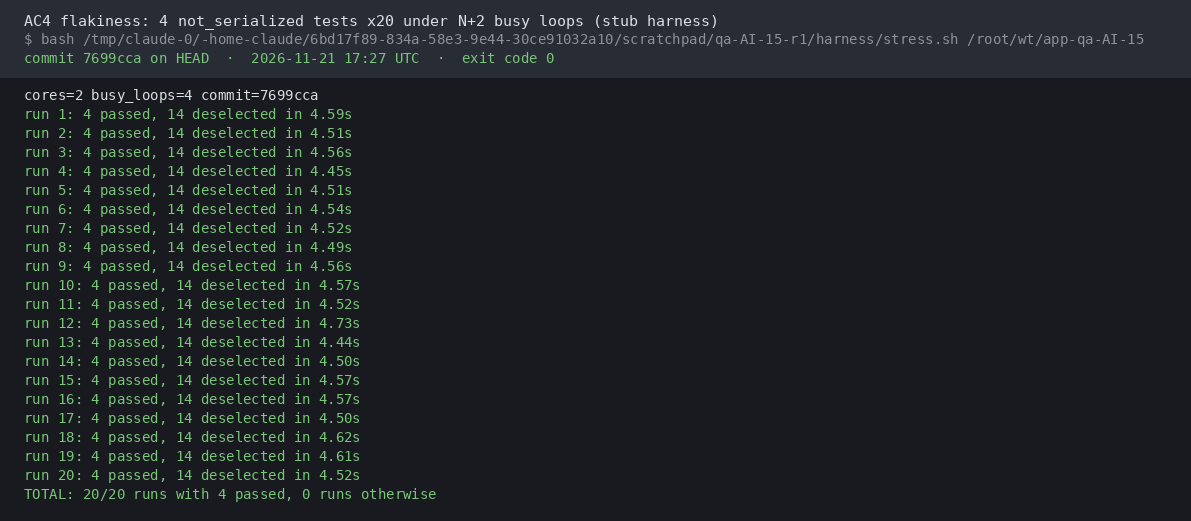 AC4 flakiness: 4 not_serialized tests x20 under N+2 busy loops (stub harness)
$ bash /tmp/claude-0/-home-claude/6bd17f89-834a-58e3-9e44-30ce91032a10/scratchpad/qa-AI-15-r1/harness/stress.sh /root/wt/app-qa-AI-15
commit 7699cca on HEAD · 2026-11-21 17:27 UTC · exit code 0
cores=2 busy_loops=4 commit=7699cca
run 1: 4 passed, 14 deselected in 4.59s
run 2: 4 passed, 14 deselected in 4.51s
run 3: 4 passed, 14 deselected in 4.56s
run 4: 4 passed, 14 deselected in 4.45s
run 5: 4 passed, 14 deselected in 4.51s
run 6: 4 passed, 14 deselected in 4.54s
run 7: 4 passed, 14 deselected in 4.52s
run 8: 4 passed, 14 deselected in 4.49s
run 9: 4 passed, 14 deselected in 4.56s
run 10: 4 passed, 14 deselected in 4.57s
run 11: 4 passed, 14 deselected in 4.52s
run 12: 4 passed, 14 deselected in 4.73s
run 13: 4 passed, 14 deselected in 4.44s
run 14: 4 passed, 14 deselected in 4.50s
run 15: 4 passed, 14 deselected in 4.57s
run 16: 4 passed, 14 deselected in 4.57s
run 17: 4 passed, 14 deselected in 4.50s
run 18: 4 passed, 14 deselected in 4.62s
run 19: 4 passed, 14 deselected in 4.61s
run 20: 4 passed, 14 deselected in 4.52s
TOTAL: 20/20 runs with 4 passed, 0 runs otherwise